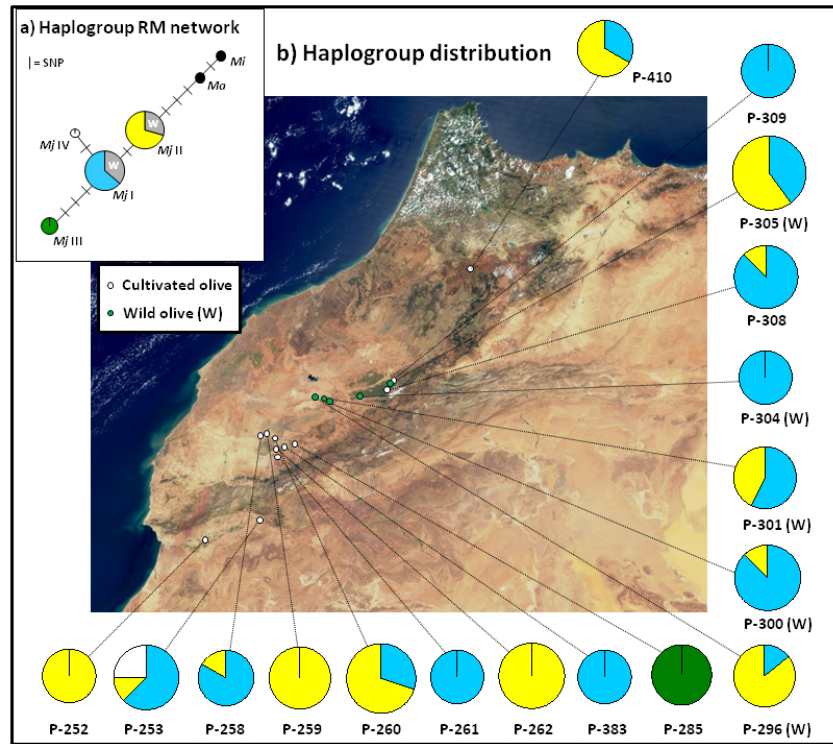 a) Haplogroup RM network
| = SNP
Mi
Ma
W
Mj II
Mj IV
W
Mj I
Mj III
b) Haplogroup distribution
Cultivated olive
Wild olive (W)
P-410
P-309
P-305 (W)
P-308
P-304 (W)
P-301 (W)
P-300 (W)
P-252 P-253 P-258 P-259 P-260 P-261 P-262 P-383 P-285 P-296 (W)